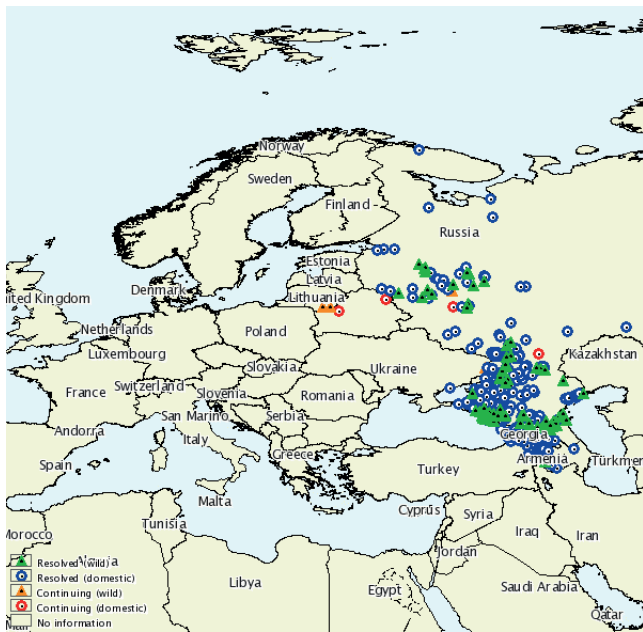 Norway
Sweden
Finland
Russia
Estonia
Latvia
Denmark
Lithuania
United Kingdom
Netherlands
Poland
Luxembourg
Kazakhstan
Slovakia
Ukraine
France
Switzerland
Slovenia
Romania
San Marino
Serbia
Andorra
Italy
Georgia
Greece
Armenia
Spain
Turkey
Türkmen
Malta
Cyprus
Syria
Tunisia
Iraq
Iran
Morocco
Jordan
Libya
Egypt
Saudi Arabia
Qatar
Resolved (wild)
Resolved (domestic)
Continuing (wild)
Continuing (domestic)
No information